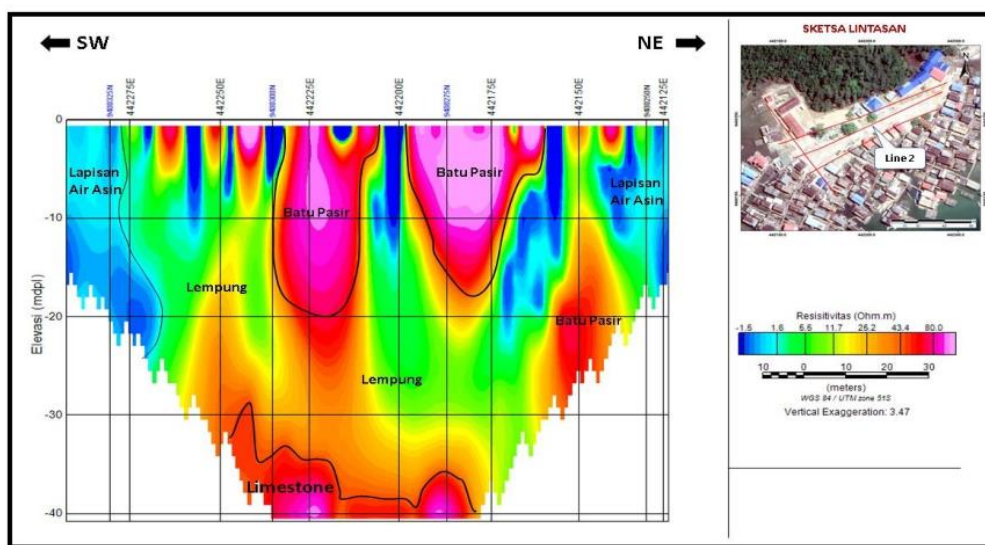 SW
NE
9480325N
442275E
442250E
9480300N
442225E
442200E
9480275N
442175E
442150E
9480250N
442125E
0
-10
-20
-30
-40
Elevasi (mdpl)
Lapisan
Air Asin
Batu Pasir
Batu Pasir
Lapisan
Air Asin
Lempung
Batu Pasir
Lempung
Limestone
SKETSA LINTASAN
Line 2
Resisitivitas (Ohm.m)
-1.5 1.6 5.5 11.7 25.2 43.4 80.0
10 0 10 20 30
(meters)
WGS 84 / UTM zone 51S
Vertical Exaggeration: 3.47